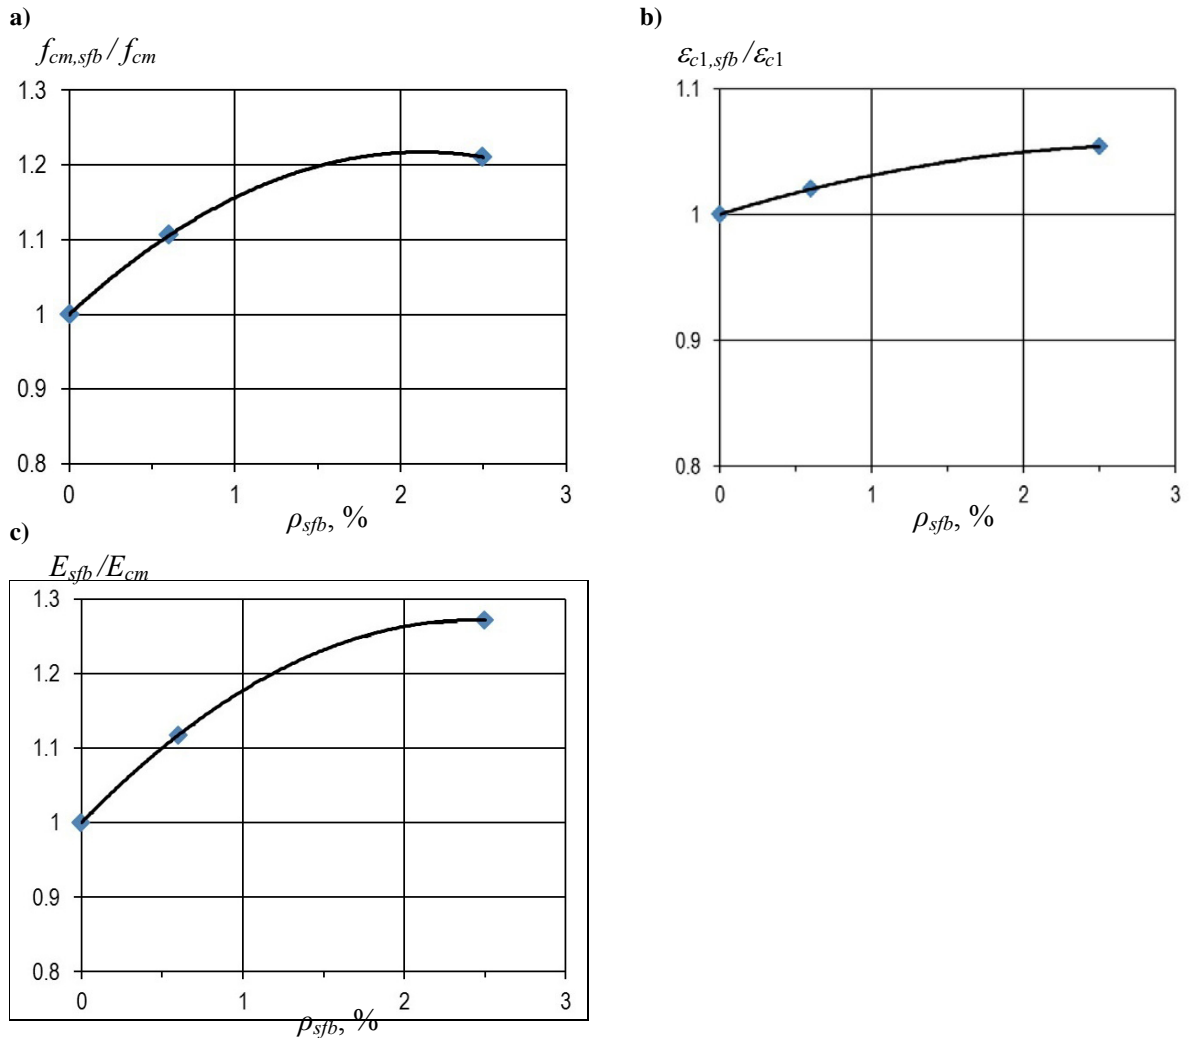 a)
f_cm,sfb / f_cm
1.3
1.2
1.1
1
0.9
0.8
0 1 2 3
ρ_sfb, %
b)
ε_c1,sfb / ε_c1
1.1
1
0.9
0.8
0 1 2 3
ρ_sfb, %
c)
E_sfb / E_cm
1.3
1.2
1.1
1
0.9
0.8
0 1 2 3
ρ_sfb, %